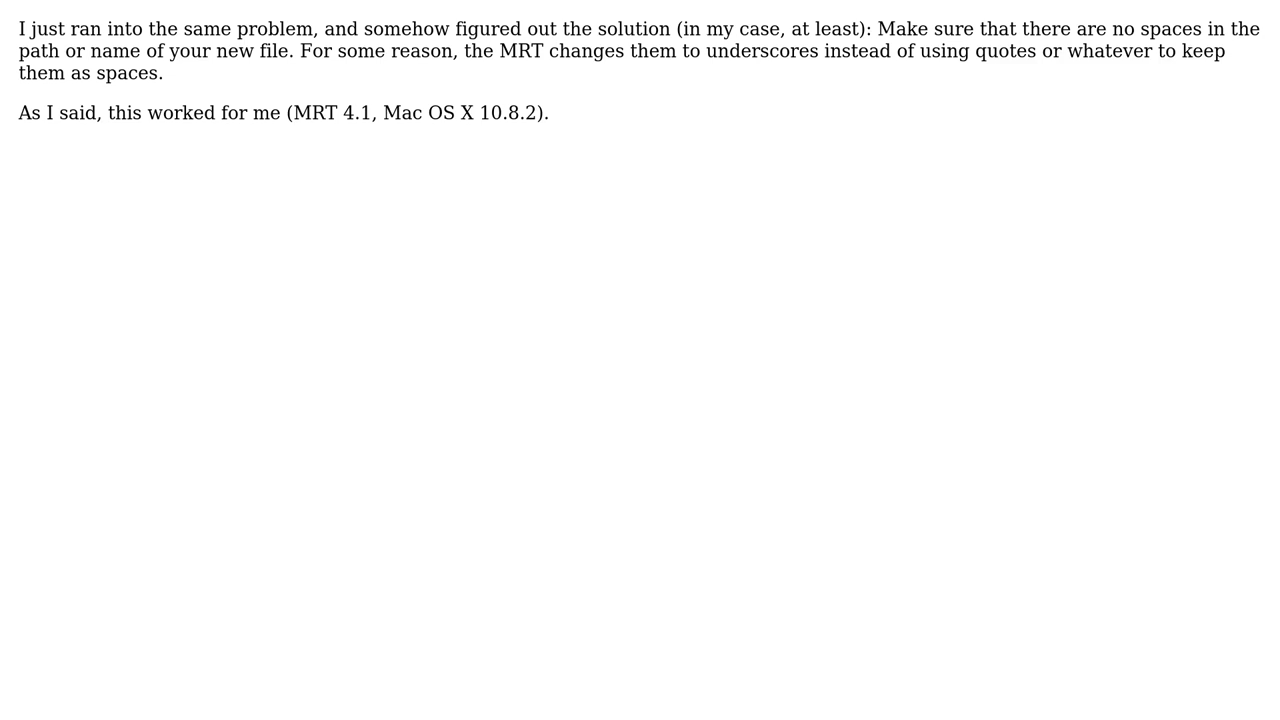 I just ran into the same problem, and somehow figured out the solution (in my case, at least): Make sure that there are no spaces in the
path or name of your new file. For some reason, the MRT changes them to underscores instead of using quotes or whatever to keep
them as spaces.
As I said, this worked for me (MRT 4.1, Mac OS X 10.8.2).